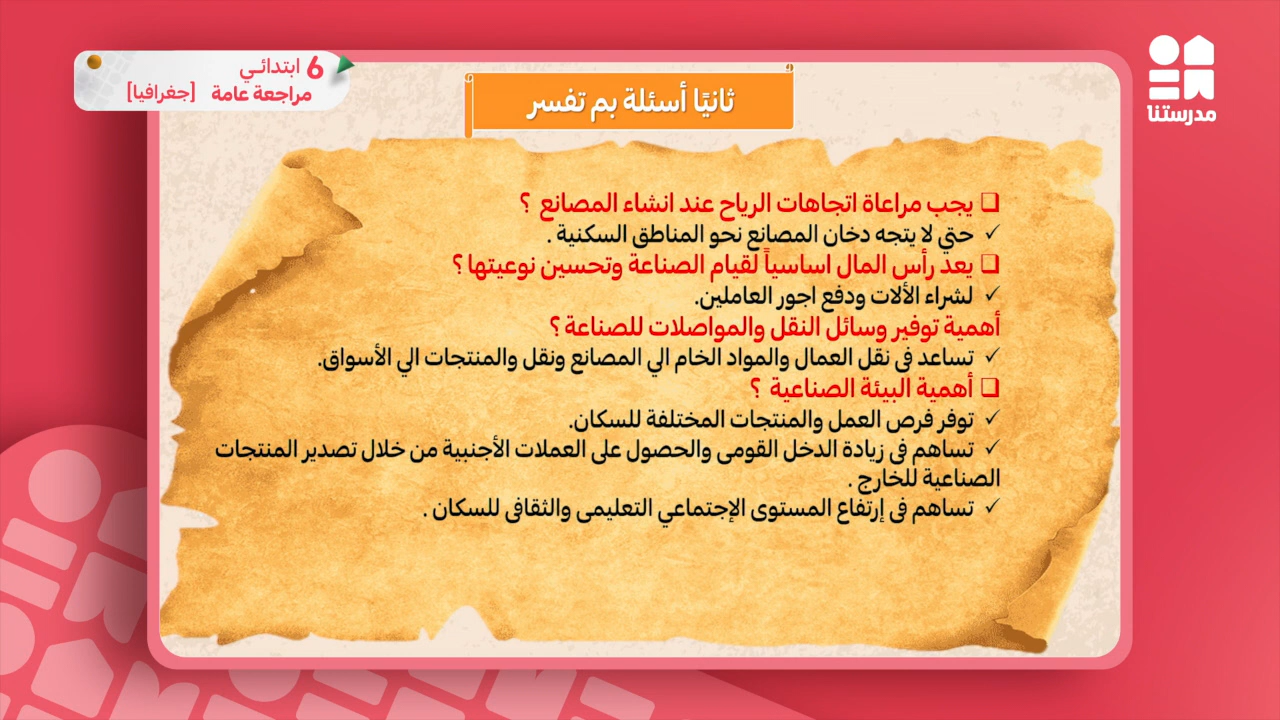 6 ابتدائـي
مراجعة عامة [جغرافيا]
مدرستنا
ثانيًا أسئلة بم تفسر
❑ يجب مراعاة اتجاهات الرياح عند انشاء المصانع ؟
✓ حتي لا يتجه دخان المصانع نحو المناطق السكنية .
❑ يعد رأس المال اساسياً لقيام الصناعة وتحسين نوعيتها ؟
✓ لشراء الألات ودفع اجور العاملين.
أهمية توفير وسائل النقل والمواصلات للصناعة ؟
✓ تساعد فى نقل العمال والمواد الخام الي المصانع ونقل والمنتجات الي الأسواق.
❑ أهمية البيئة الصناعية ؟
✓ توفر فرص العمل والمنتجات المختلفة للسكان.
✓ تساهم فى زيادة الدخل القومى والحصول على العملات الأجنبية من خلال تصدير المنتجات
الصناعية للخارج .
✓ تساهم فى إرتفاع المستوى الإجتماعي التعليمى والثقافى للسكان .